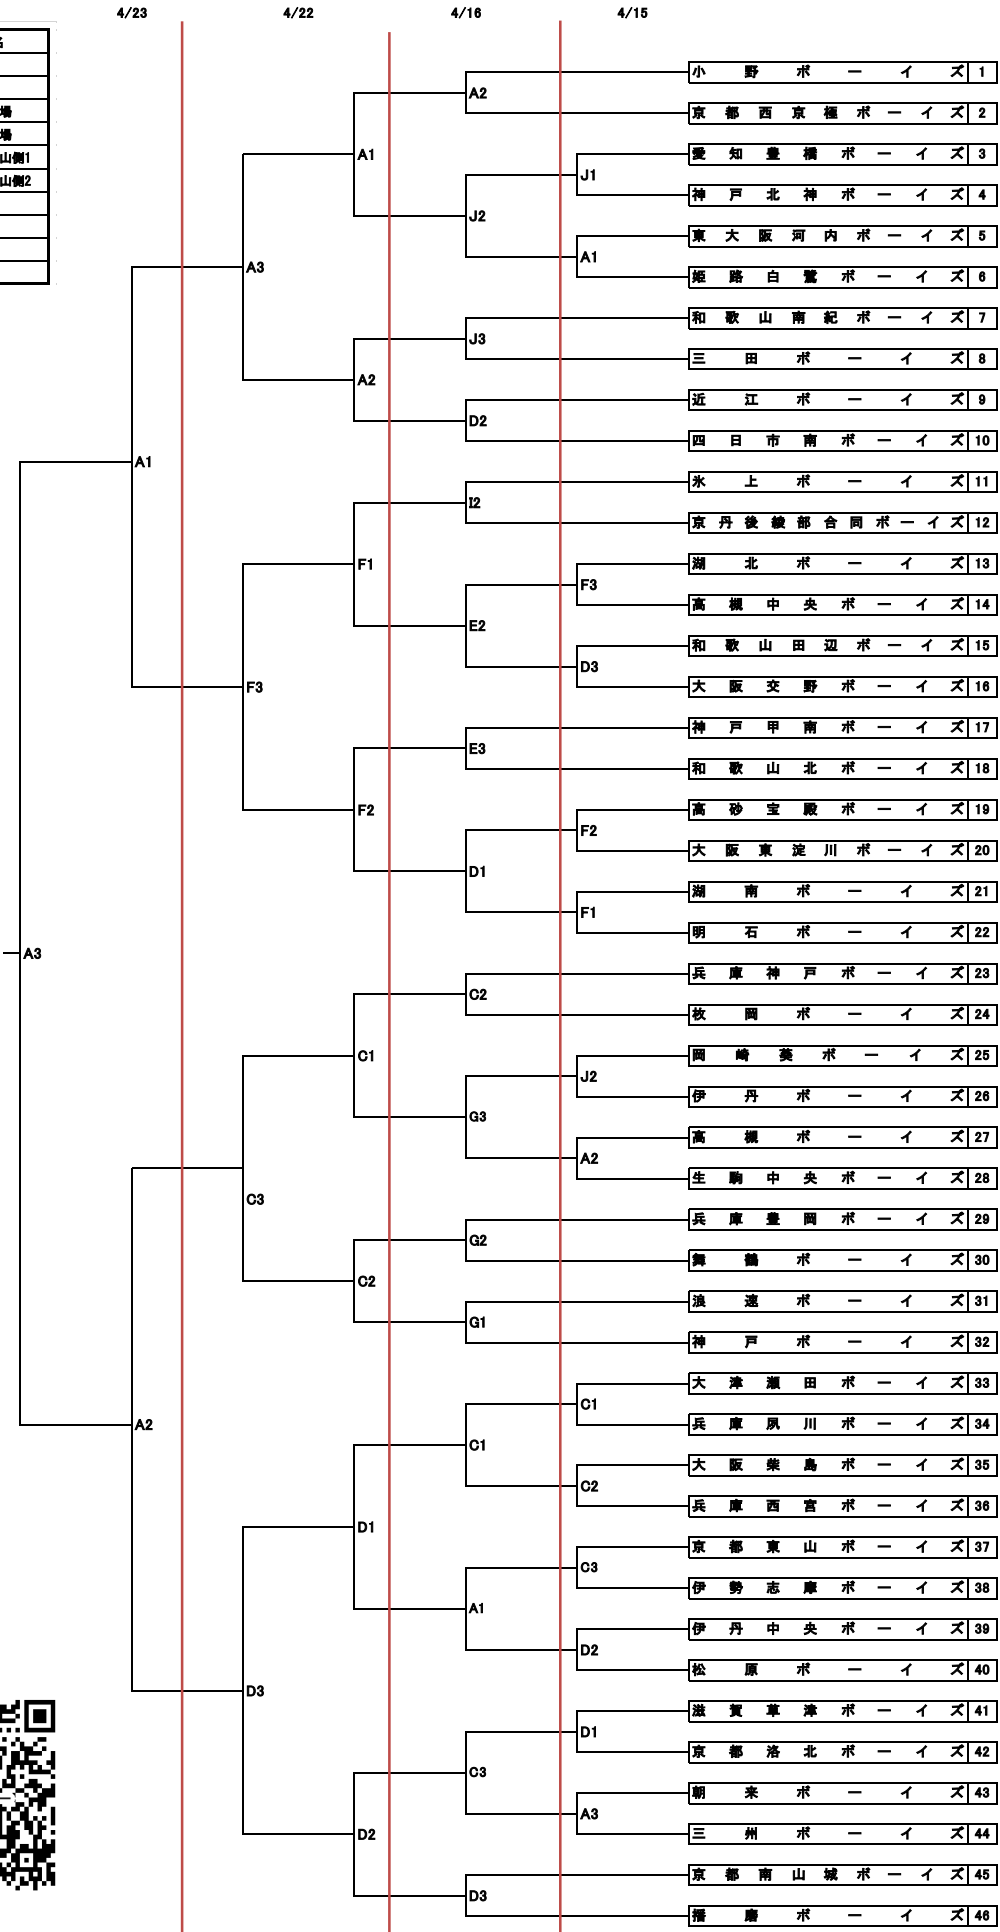 4/23 4/22 4/16 4/15
名
場
場
山側1
山側2
小野ボーイズ 1
A2
京都西京極ボーイズ 2
A1
愛知豊橋ボーイズ 3
J1
神戸北神ボーイズ 4
J2
東大阪河内ボーイズ 5
A1
姫路白鷺ボーイズ 6
A3
和歌山南紀ボーイズ 7
J3
三田ボーイズ 8
A2
近江ボーイズ 9
D2
四日市南ボーイズ 10
A1
氷上ボーイズ 11
I2
京丹後綾部合同ボーイズ 12
F1
湖北ボーイズ 13
F3
高槻中央ボーイズ 14
E2
和歌山田辺ボーイズ 15
D3
大阪交野ボーイズ 16
F3
神戸甲南ボーイズ 17
E3
和歌山北ボーイズ 18
F2
高砂宝殿ボーイズ 19
F2
大阪東淀川ボーイズ 20
D1
湖南ボーイズ 21
F1
明石ボーイズ 22
A3
兵庫神戸ボーイズ 23
C2
枚岡ボーイズ 24
C1
岡崎葵ボーイズ 25
J2
伊丹ボーイズ 26
G3
高槻ボーイズ 27
A2
生駒中央ボーイズ 28
C3
兵庫豊岡ボーイズ 29
G2
舞鶴ボーイズ 30
C2
浪速ボーイズ 31
G1
神戸ボーイズ 32
大津瀬田ボーイズ 33
C1
兵庫夙川ボーイズ 34
A2
C1
大阪柴島ボーイズ 35
C2
兵庫西宮ボーイズ 36
D1
京都東山ボーイズ 37
C3
伊勢志摩ボーイズ 38
A1
伊丹中央ボーイズ 39
D2
松原ボーイズ 40
D3
滋賀草津ボーイズ 41
D1
京都洛北ボーイズ 42
C3
朝来ボーイズ 43
A3
三州ボーイズ 44
D2
京都南山城ボーイズ 45
D3
播磨ボーイズ 46